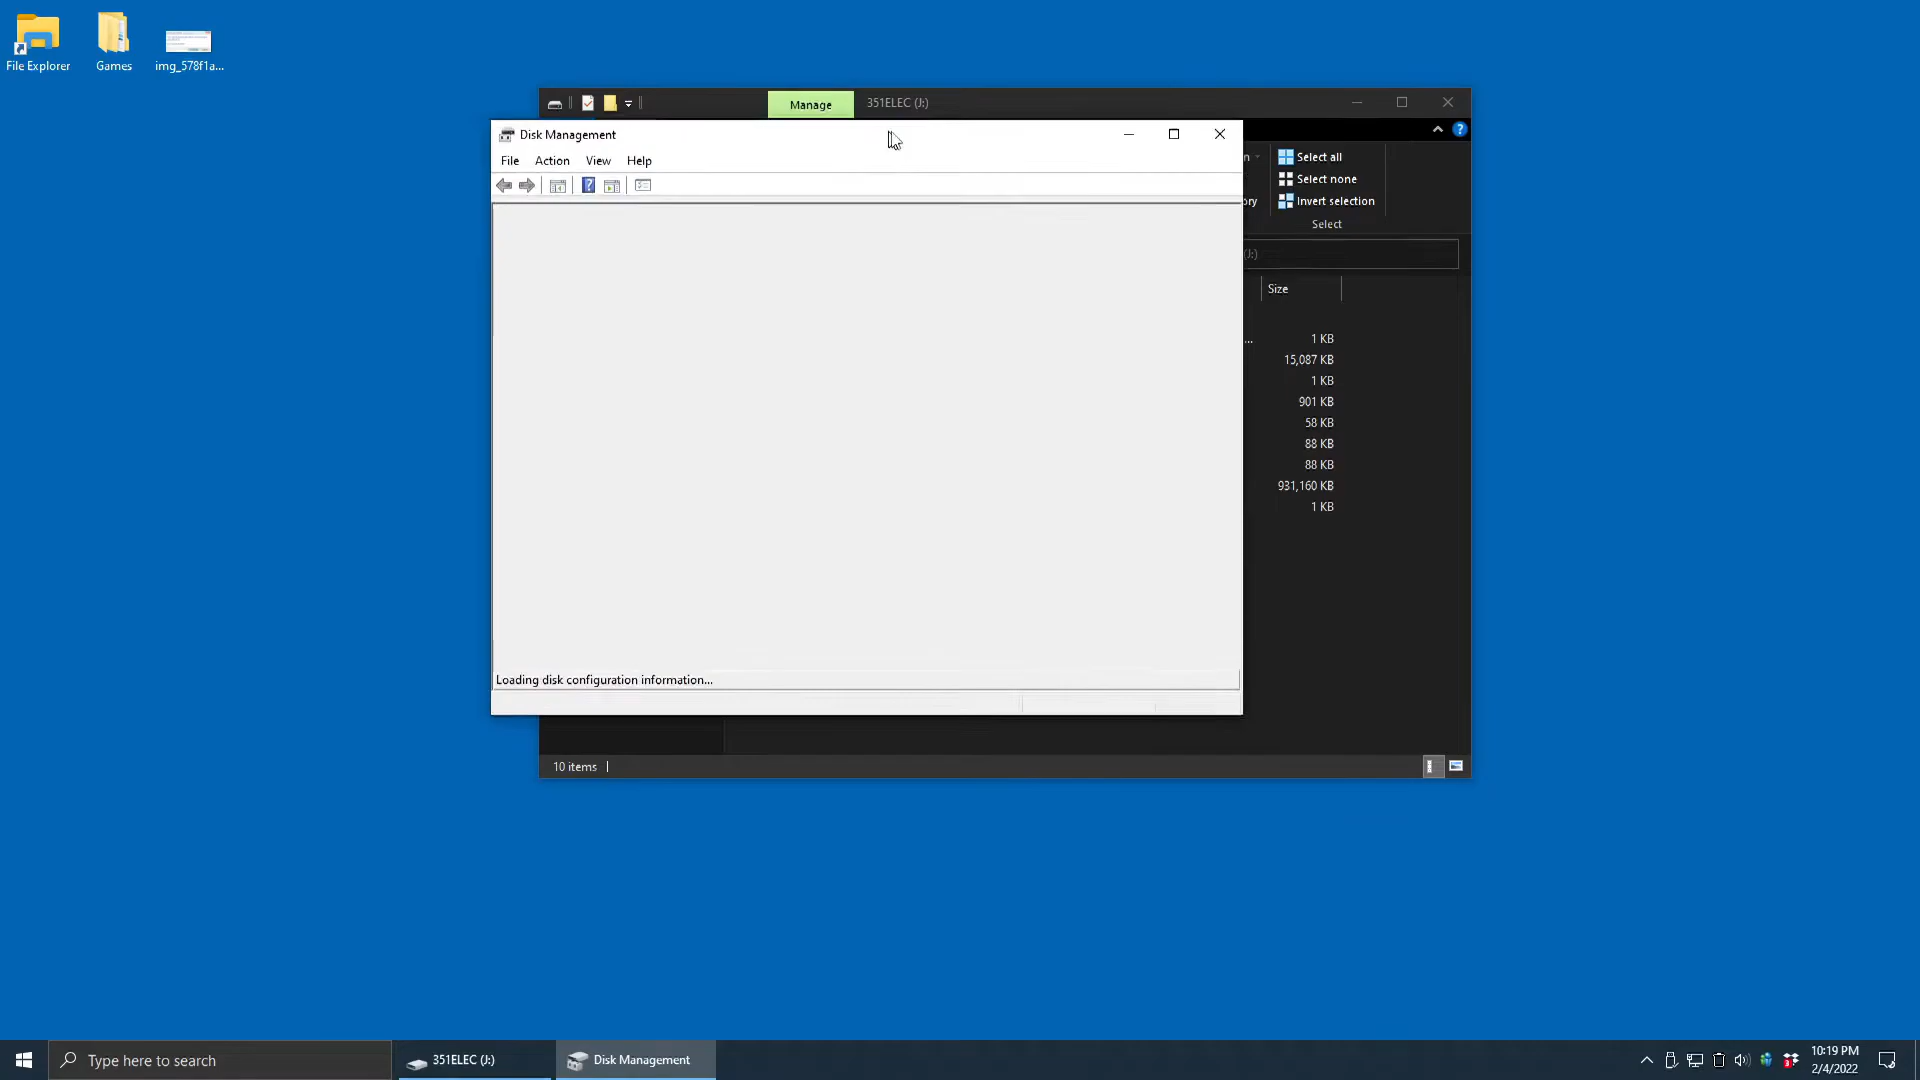 File Explorer
Games
img_578f1a...
Manage
351ELEC (J:)
Disk Management
File
Action
View
Help
Select all
Select none
Invert selection
Select
ory
n
(J:)
Size
... 1 KB
15,087 KB
1 KB
901 KB
58 KB
88 KB
88 KB
931,160 KB
1 KB
Loading disk configuration information...
10 items
Type here to search
351ELEC (J:)
Disk Management
10:19 PM
2/4/2022
3